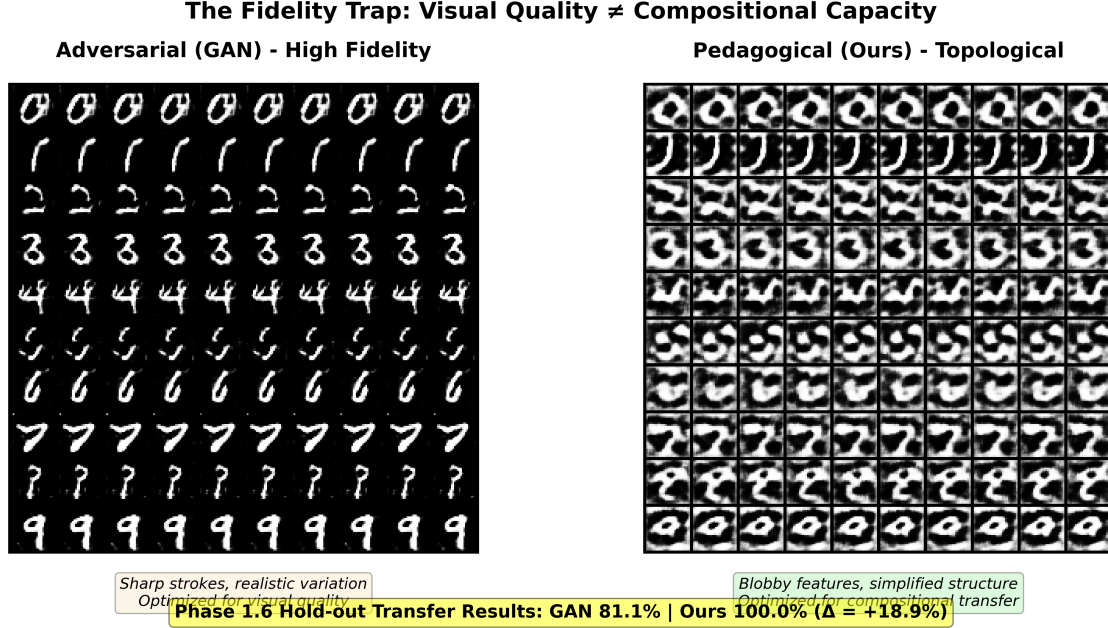 The Fidelity Trap: Visual Quality ≠ Compositional Capacity
Adversarial (GAN) - High Fidelity
Pedagogical (Ours) - Topological
Sharp strokes, realistic variation
Optimized for visual quality
Blobby features, simplified structure
Optimized for compositional transfer
Phase 1.6 Hold-out Transfer Results: GAN 81.1% | Ours 100.0% (Δ = +18.9%)